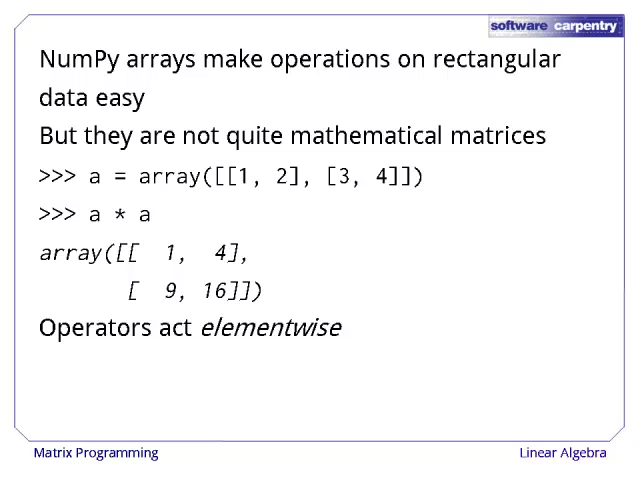 software carpentry
NumPy arrays make operations on rectangular
data easy
But they are not quite mathematical matrices
>>> a = array([[1, 2], [3, 4]])
>>> a * a
array([[  1,  4],
       [  9, 16]])
Operators act elementwise
Matrix Programming
Linear Algebra